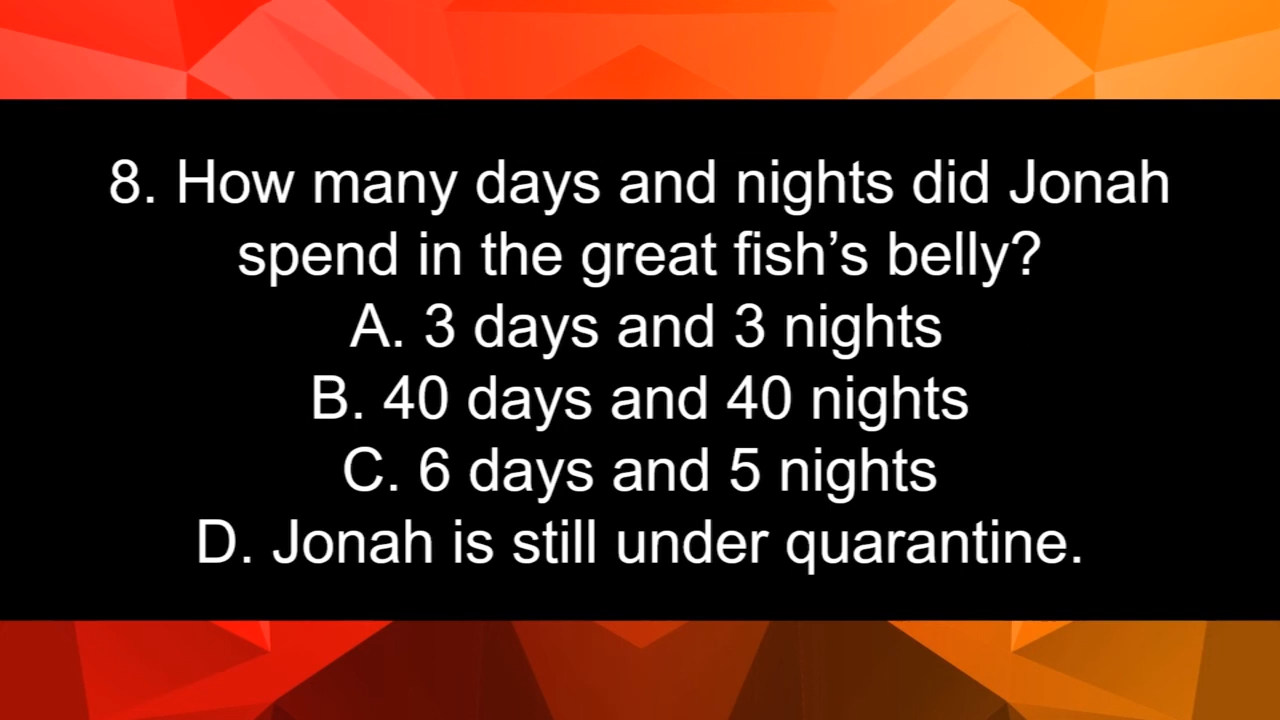 8. How many days and nights did Jonah
spend in the great fish’s belly?
A. 3 days and 3 nights
B. 40 days and 40 nights
C. 6 days and 5 nights
D. Jonah is still under quarantine.